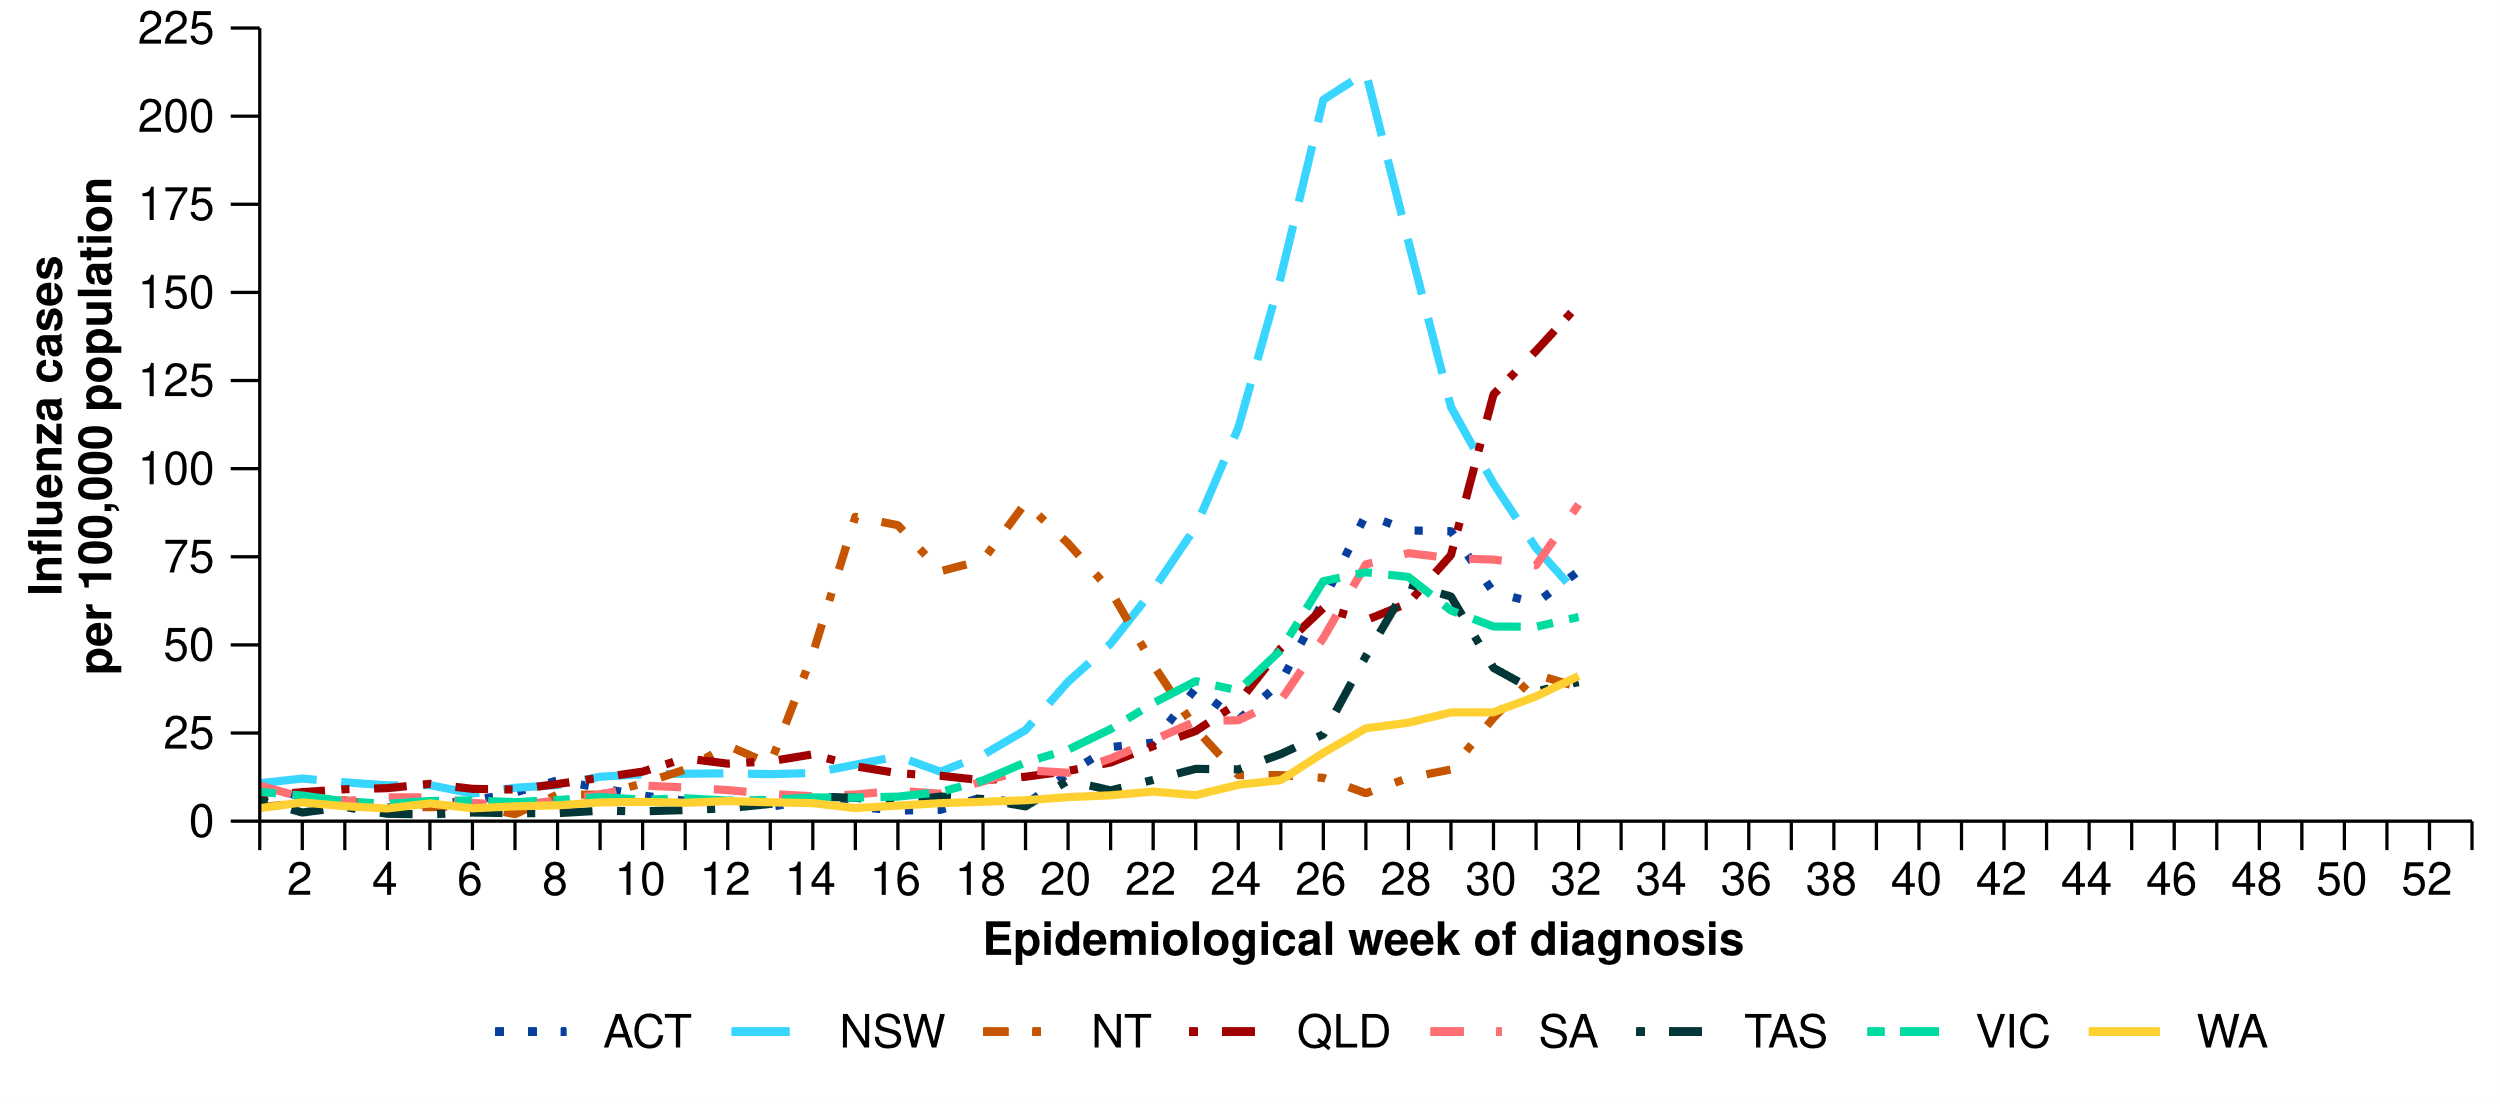 Influenza cases
per 100,000 population
225
200
175
150
125
100
75
50
25
0
2 4 6 8 10 12 14 16 18 20 22 24 26 28 30 32 34 36 38 40 42 44 46 48 50 52
Epidemiological week of diagnosis
ACT NSW NT QLD SA TAS VIC WA